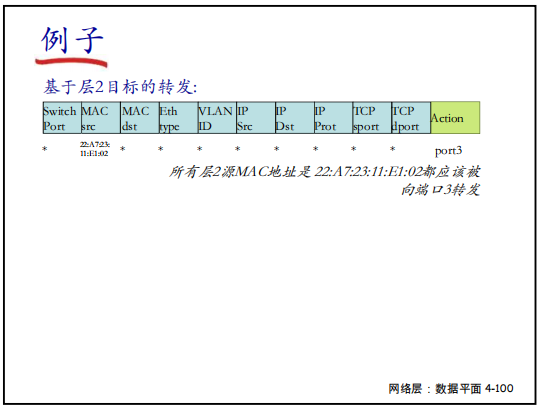 例子
基于层2目标的转发:
Switch MAC MAC Eth VLAN IP IP IP TCP TCP Action
Port src dst type ID Src Dst Prot sport dport
* 22:A7:23: * * * * * * * * port3
11:E1:02
所有层2源MAC地址是 22:A7:23:11:E1:02都应该被
向端口3转发
网络层：数据平面 4-100